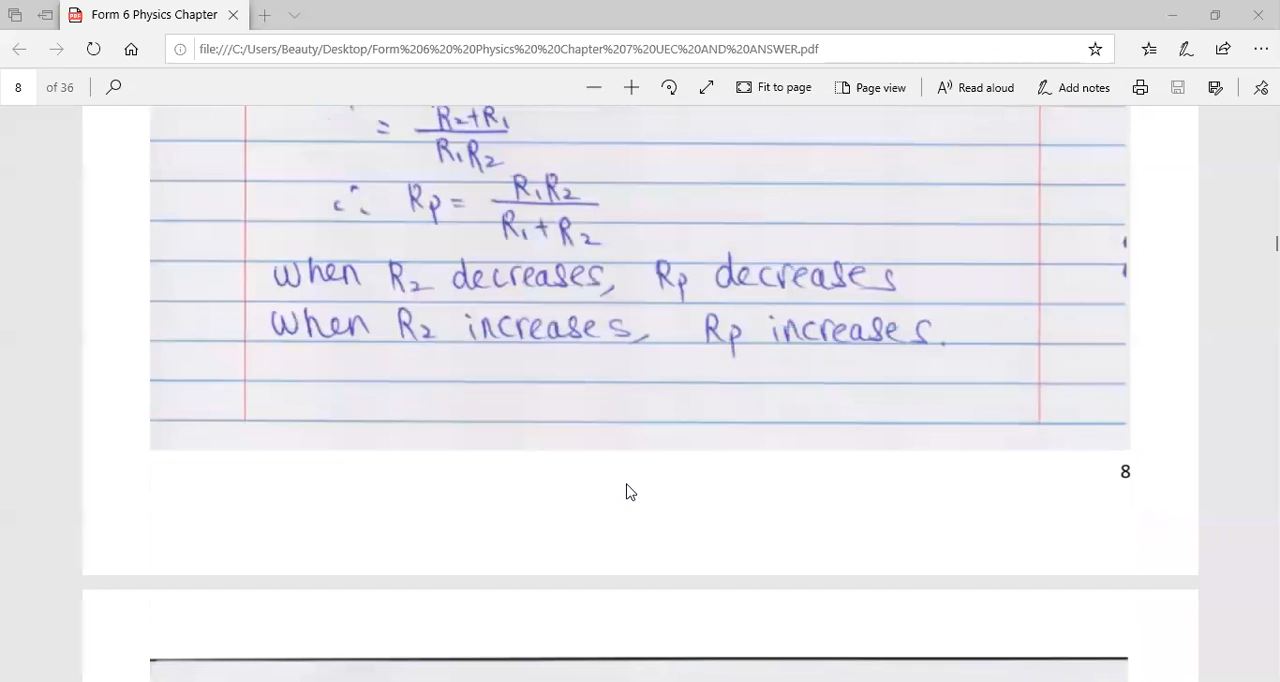 Form 6 Physics Chapter
file:///C:/Users/Beauty/Desktop/Form%206%20%20Physics%20%20Chapter%207%20UEC%20AND%20ANSWER.pdf
8 of 36
Fit to page
Page view
Read aloud
Add notes
= R2+R1
R1R2
∴ Rp = R1R2
R1 + R2
When R2 decreases, Rp decreases
When R2 increases, Rp increases.
8